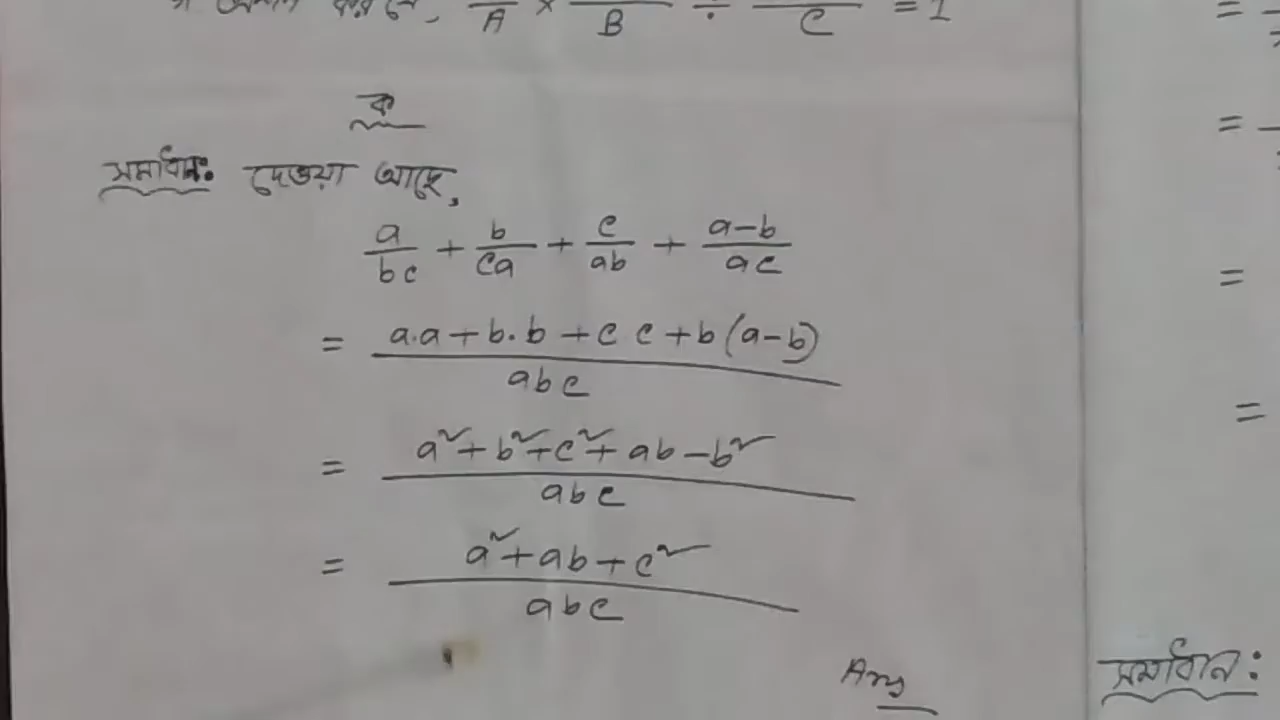 করে, /A × /B ÷ /C = 1
ক
সমাধান: দেওয়া আছে,
a/bc + b/ca + c/ab + a-b/ac
= a.a + b.b + c c + b(a-b) / abc
= a² + b² + c² + ab - b² / abc
= a² + ab + c² / abc
Ans
সমাধান:
=
=
=
=